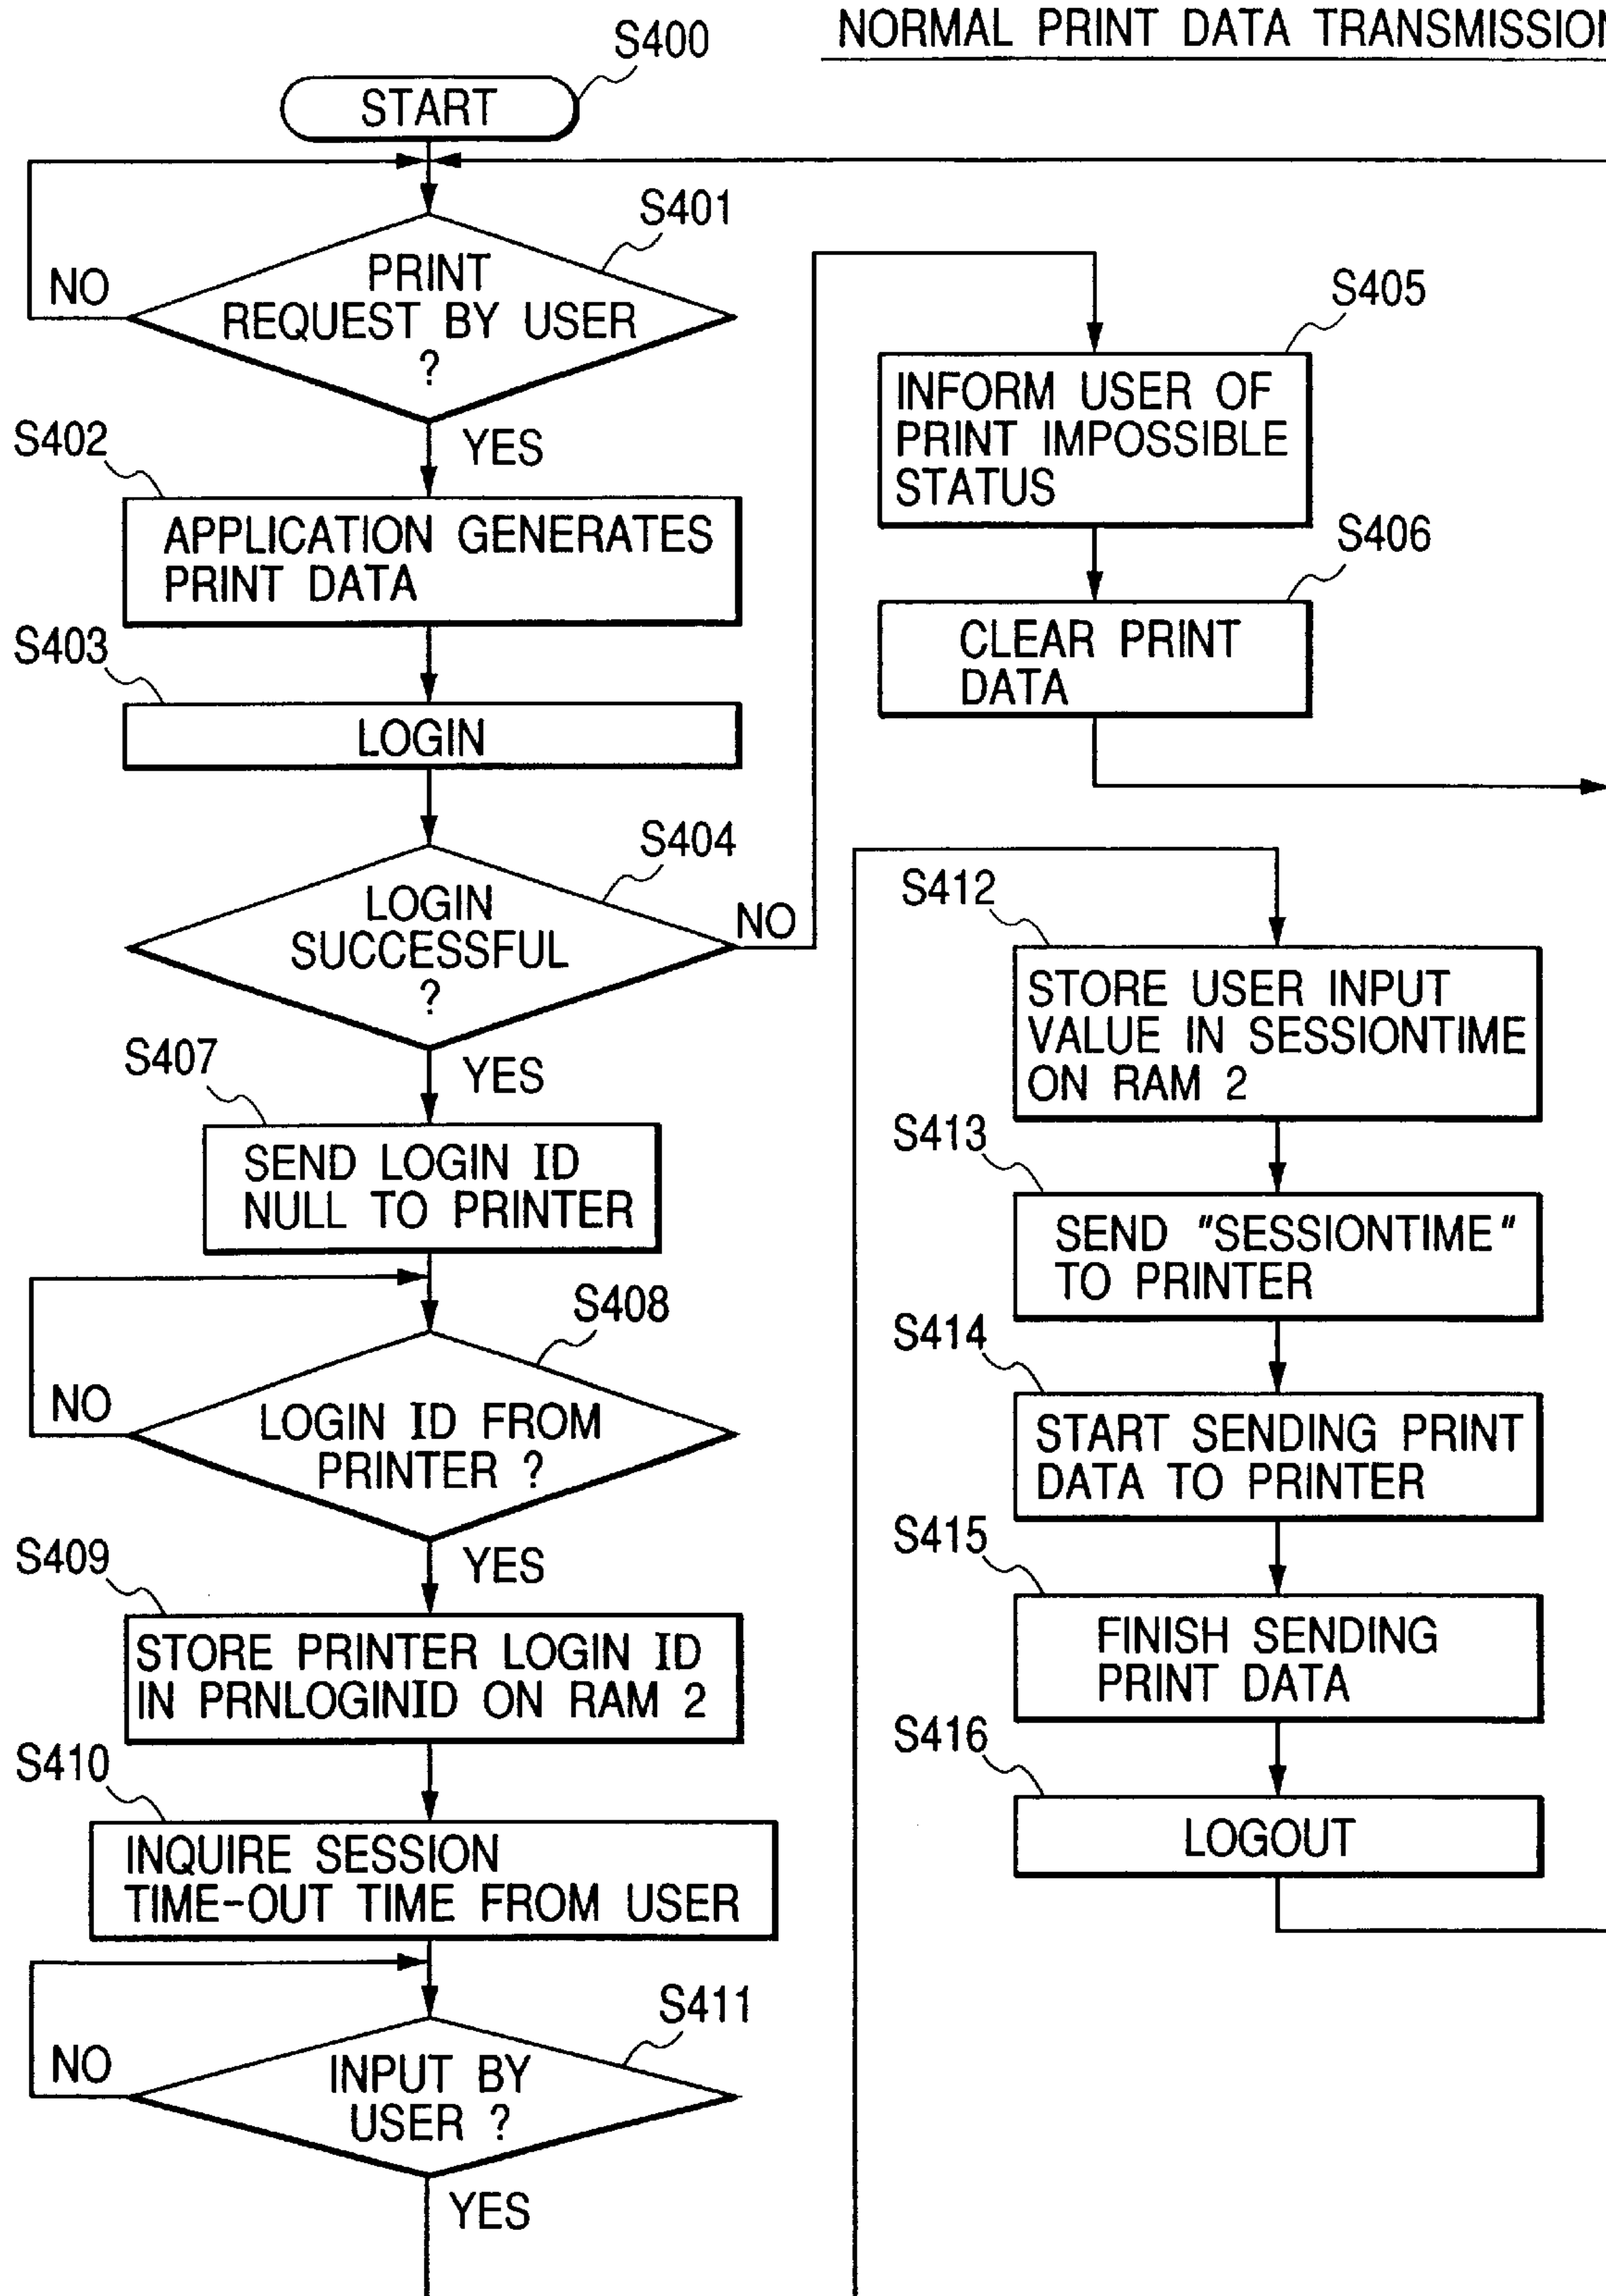 NORMAL PRINT DATA TRANSMISSION
S400
START
S401
PRINT
REQUEST BY USER
?
NO
YES
S402
APPLICATION GENERATES
PRINT DATA
S403
LOGIN
S404
LOGIN
SUCCESSFUL
?
NO
YES
S405
INFORM USER OF
PRINT IMPOSSIBLE
STATUS
S406
CLEAR PRINT
DATA
S407
SEND LOGIN ID
NULL TO PRINTER
S408
LOGIN ID FROM
PRINTER ?
NO
YES
S409
STORE PRINTER LOGIN ID
IN PRNLOGINID ON RAM 2
S410
INQUIRE SESSION
TIME-OUT TIME FROM USER
S411
INPUT BY
USER ?
NO
YES
S412
STORE USER INPUT
VALUE IN SESSIONTIME
ON RAM 2
S413
SEND "SESSIONTIME"
TO PRINTER
S414
START SENDING PRINT
DATA TO PRINTER
S415
FINISH SENDING
PRINT DATA
S416
LOGOUT